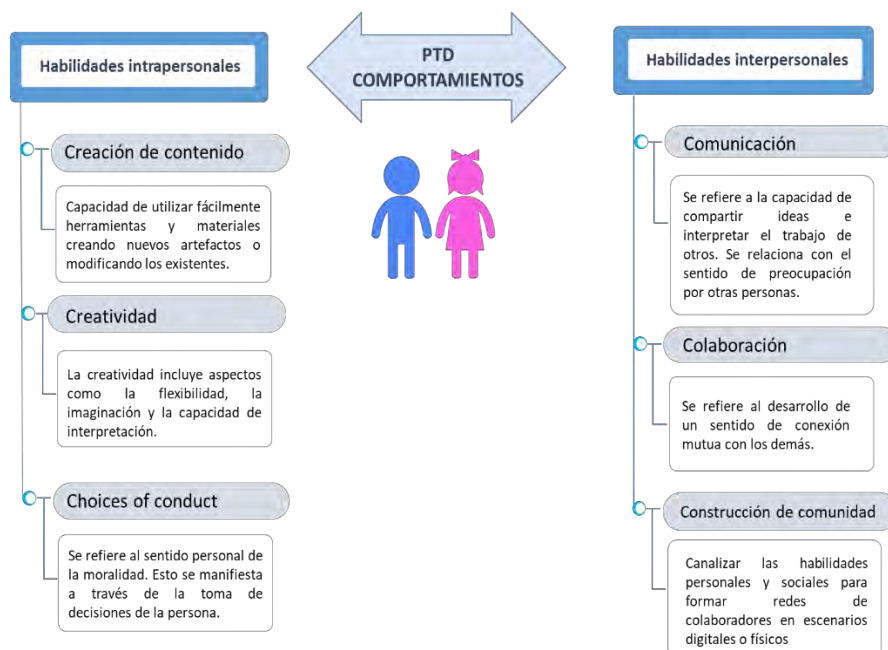 PTD
COMPORTAMIENTOS
Habilidades intrapersonales
Creación de contenido
Capacidad de utilizar fácilmente
herramientas y materiales
creando nuevos artefactos o
modificando los existentes.
Creatividad
La creatividad incluye aspectos
como la flexibilidad, la
imaginación y la capacidad de
interpretación.
Choices of conduct
Se refiere al sentido personal de
la moralidad. Esto se manifiesta
a través de la toma de
decisiones de la persona.
Habilidades interpersonales
Comunicación
Se refiere a la capacidad de
compartir ideas e
interpretar el trabajo de
otros. Se relaciona con el
sentido de preocupación
por otras personas.
Colaboración
Se refiere al desarrollo de
un sentido de conexión
mutua con los demás.
Construcción de comunidad
Canalizar las habilidades
personales y sociales para
formar redes de
colaboradores en escenarios
digitales o físicos